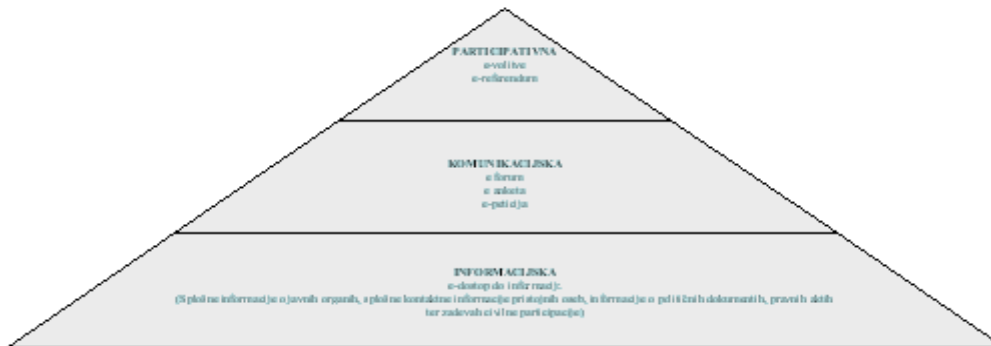 PARTICIPATIVNA
e-volitve
e-referendum
KOMUNIKACIJSKA
e forum
e anketa
e-peticija
INFORMACIJSKA
e-dostop do informacij:
(Splošne informacije o javnih organih, splošne kontaktne informacije pristojnih oseb, informacije o političnih dokumentih, pravnih aktih
ter zadevah civilne participacije)